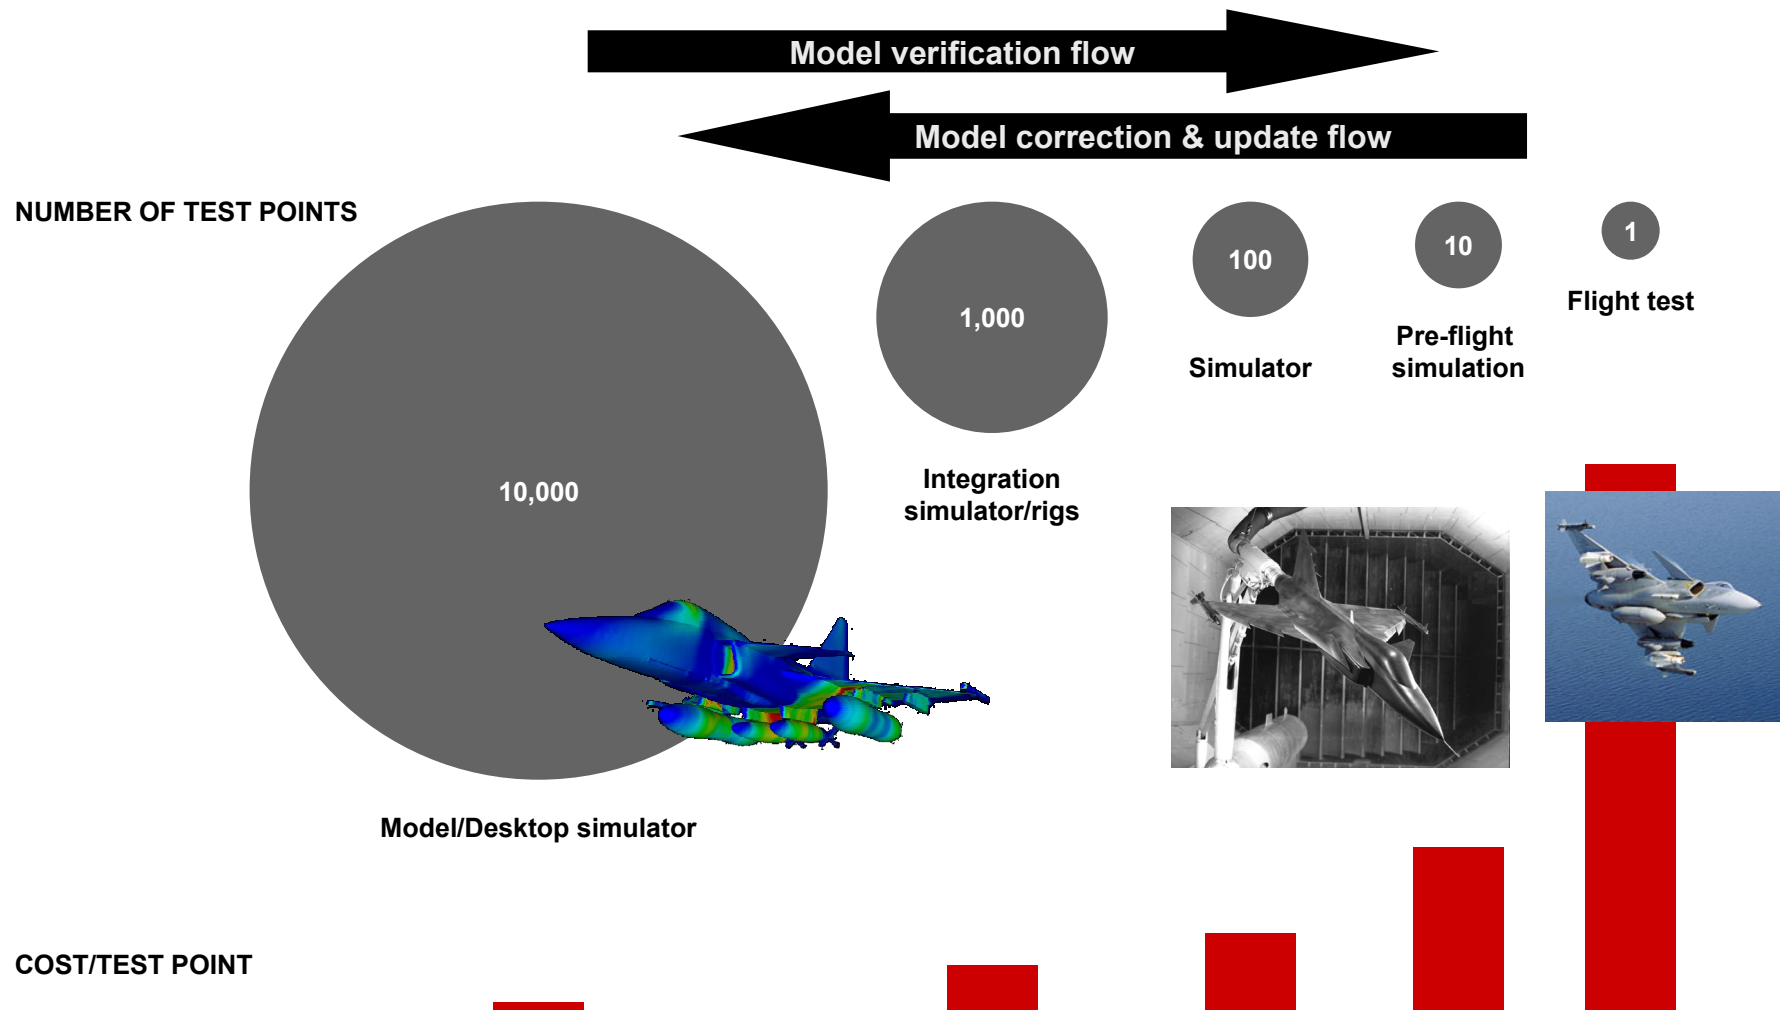 Model verification flow
Model correction & update flow
NUMBER OF TEST POINTS
10,000
1,000
100
10
1
Flight test
Pre-flight
simulation
Simulator
Integration
simulator/rigs
Model/Desktop simulator
COST/TEST POINT